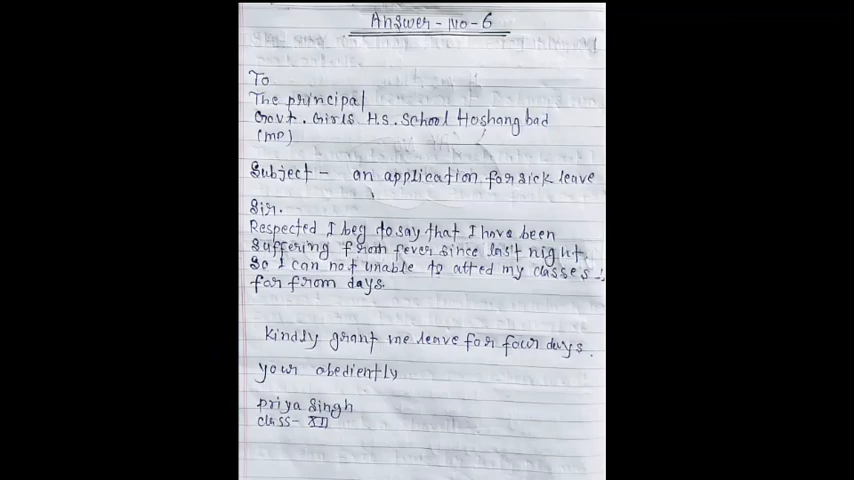 Answer - No - 6
To
The principal
Govt. Girls H.S. School Hoshangbad
(MP)
Subject - an application for sick leave
Sir.
Respected I beg to say that I have been
suffering from fever since last night.
So I can not unable to atted my classes
for from days.
Kindly grant me leave for four days.
your obediently
Priya Singh
class - XII